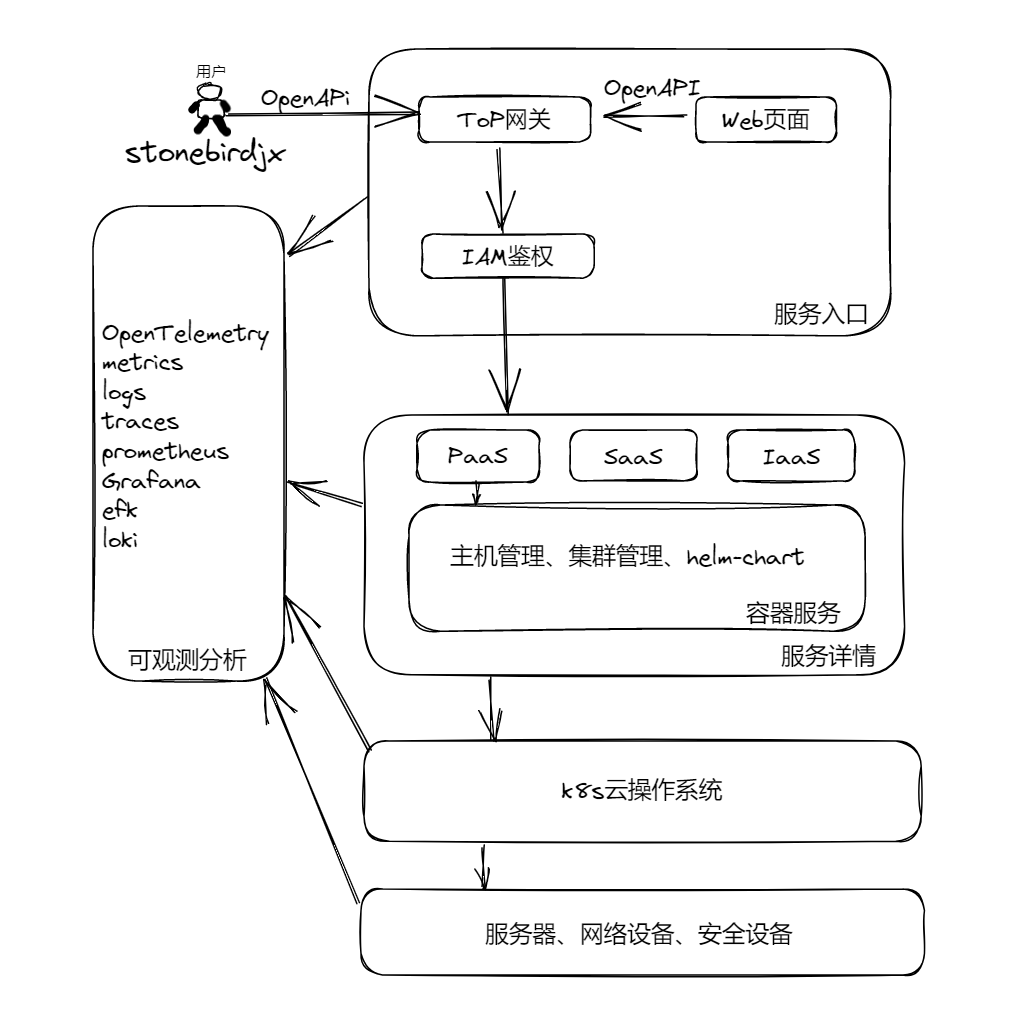 用户
OpenAPi
stonebirdjx
OpenAPI
ToP网关
Web页面
IAM鉴权
服务入口
OpenTelemetry
metrics
logs
traces
prometheus
Grafana
efk
loki
可观测分析
PaaS
SaaS
IaaS
主机管理、集群管理、helm-chart
容器服务
服务详情
k8s云操作系统
服务器、网络设备、安全设备